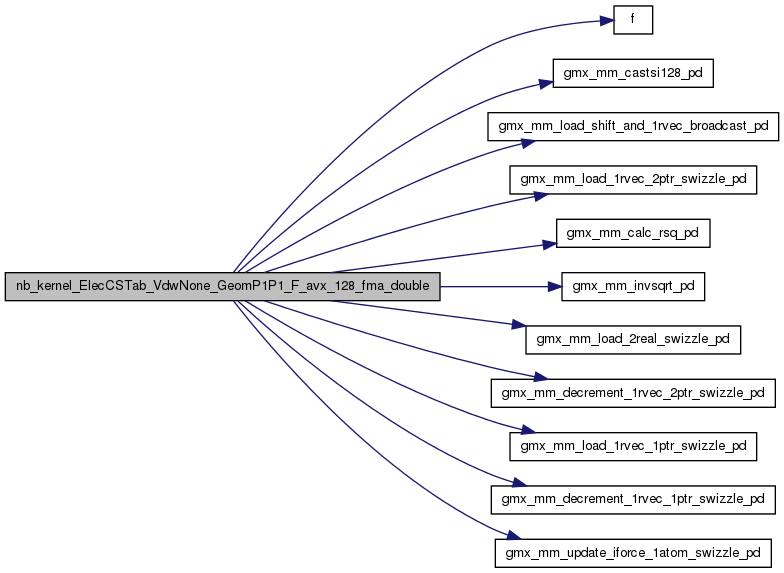 f
gmx_mm_castsi128_pd
gmx_mm_load_shift_and_1rvec_broadcast_pd
gmx_mm_load_1rvec_2ptr_swizzle_pd
gmx_mm_calc_rsq_pd
nb_kernel_ElecCSTab_VdwNone_GeomP1P1_F_avx_128_fma_double
gmx_mm_invsqrt_pd
gmx_mm_load_2real_swizzle_pd
gmx_mm_decrement_1rvec_2ptr_swizzle_pd
gmx_mm_load_1rvec_1ptr_swizzle_pd
gmx_mm_decrement_1rvec_1ptr_swizzle_pd
gmx_mm_update_iforce_1atom_swizzle_pd